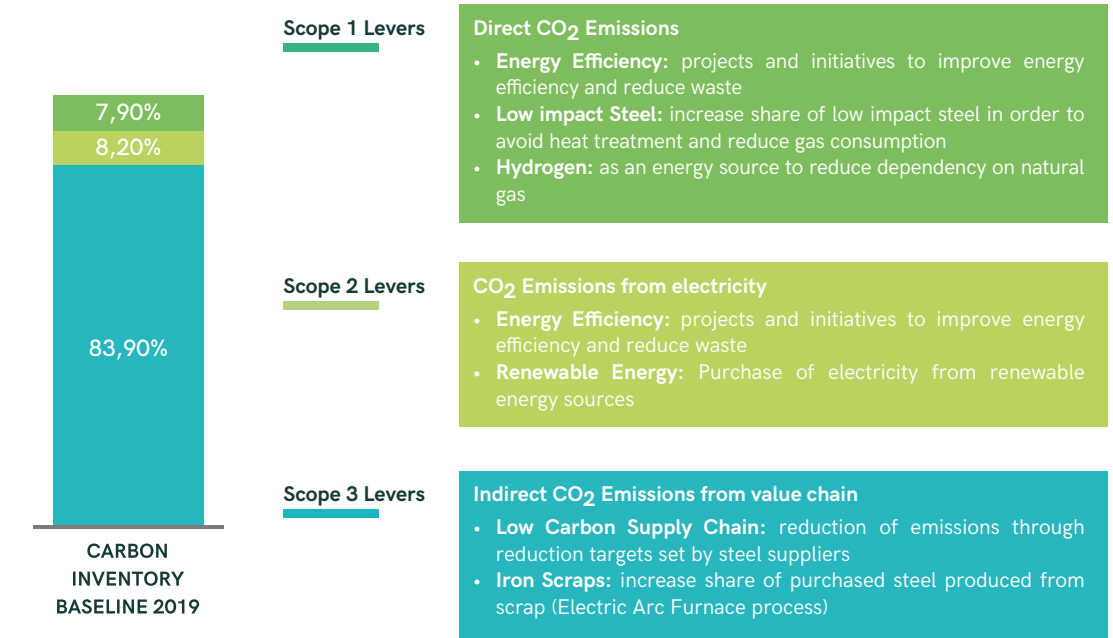 Scope 1 Levers
Direct CO2 Emissions
• Energy Efficiency: projects and initiatives to improve energy
efficiency and reduce waste
• Low impact Steel: increase share of low impact steel in order to
avoid heat treatment and reduce gas consumption
• Hydrogen: as an energy source to reduce dependency on natural
gas
7,90%
8,20%
83,90%
CARBON
INVENTORY
BASELINE 2019
Scope 2 Levers
CO2 Emissions from electricity
• Energy Efficiency: projects and initiatives to improve energy
efficiency and reduce waste
• Renewable Energy: Purchase of electricity from renewable
energy sources
Scope 3 Levers
Indirect CO2 Emissions from value chain
• Low Carbon Supply Chain: reduction of emissions through
reduction targets set by steel suppliers
• Iron Scraps: increase share of purchased steel produced from
scrap (Electric Arc Furnace process)